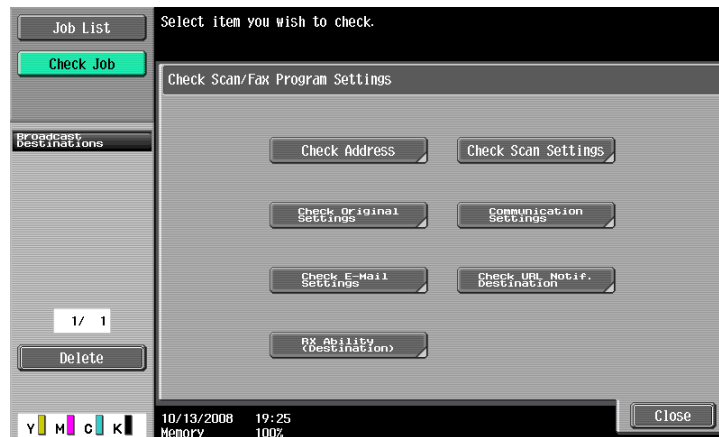 Job List
Select item you wish to check.
Check Job
Check Scan/Fax Program Settings
Broadcast
Destinations
Check Address
Check Scan Settings
Check Original
Settings
Communication
Settings
Check E-Mail
Settings
Check URL Notif.
Destination
RX Ability
(Destination)
1/ 1
Delete
Close
Y M C K
10/13/2008 19:25
Memory 100%